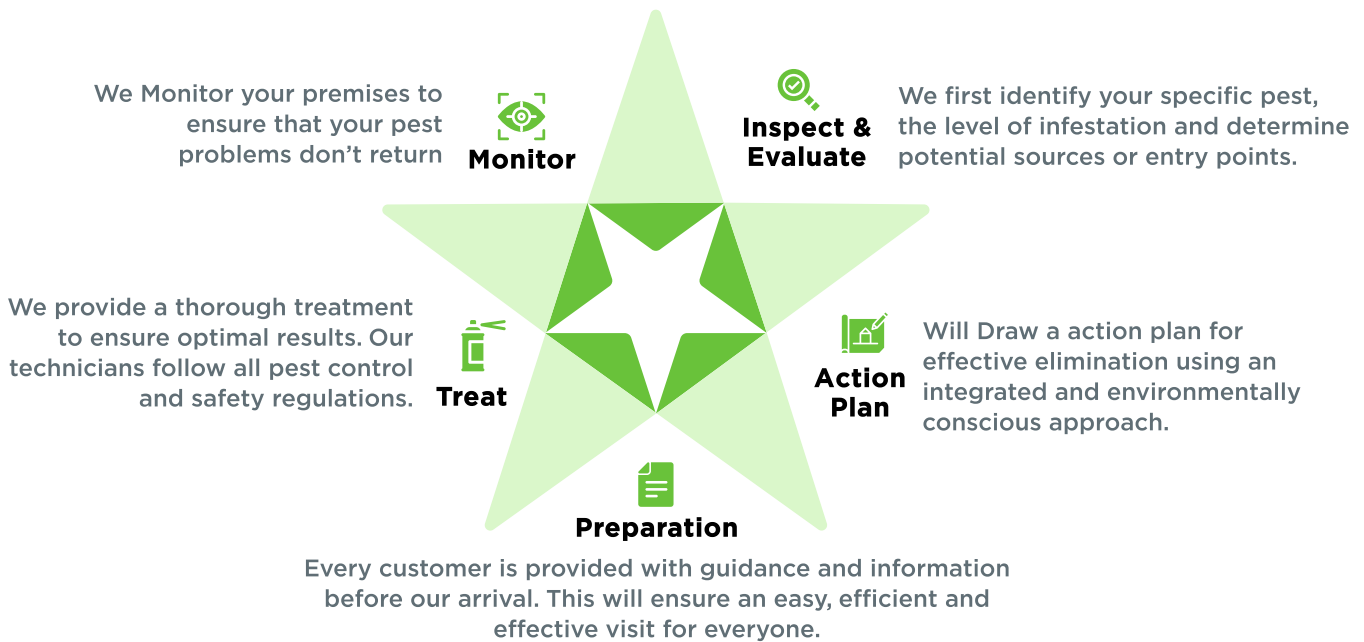 We Monitor your premises to
ensure that your pest
problems don’t return
Monitor
Inspect &
Evaluate
We first identify your specific pest,
the level of infestation and determine
potential sources or entry points.
We provide a thorough treatment
to ensure optimal results. Our
technicians follow all pest control
and safety regulations.
Treat
Action
Plan
Will Draw a action plan for
effective elimination using an
integrated and environmentally
conscious approach.
Preparation
Every customer is provided with guidance and information
before our arrival. This will ensure an easy, efficient and
effective visit for everyone.